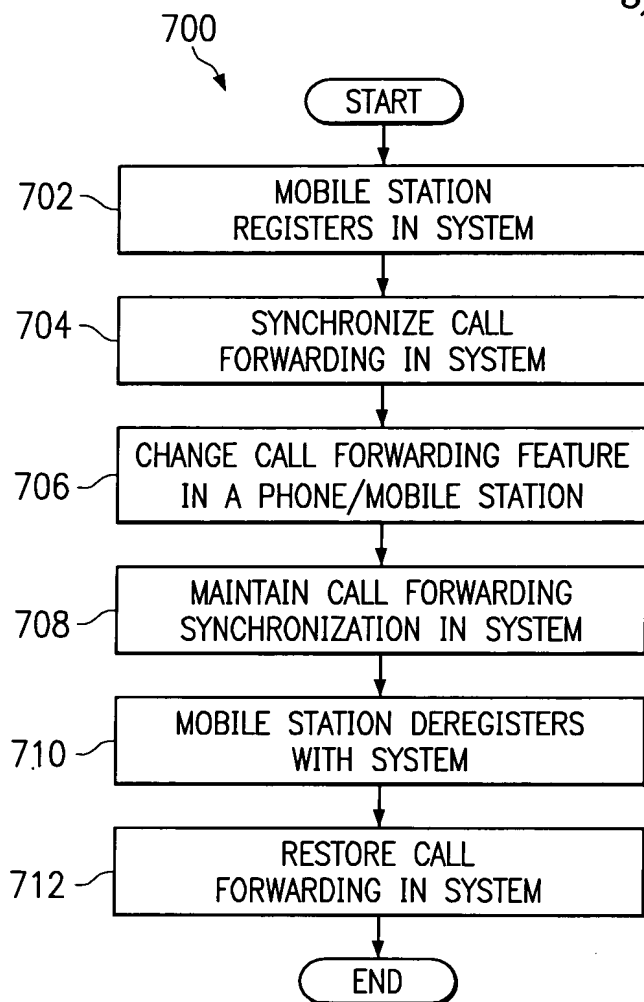 700
START
702
MOBILE STATION
REGISTERS IN SYSTEM
704
SYNCHRONIZE CALL
FORWARDING IN SYSTEM
706
CHANGE CALL FORWARDING FEATURE
IN A PHONE/MOBILE STATION
708
MAINTAIN CALL FORWARDING
SYNCHRONIZATION IN SYSTEM
710
MOBILE STATION DEREGISTERS
WITH SYSTEM
712
RESTORE CALL
FORWARDING IN SYSTEM
END